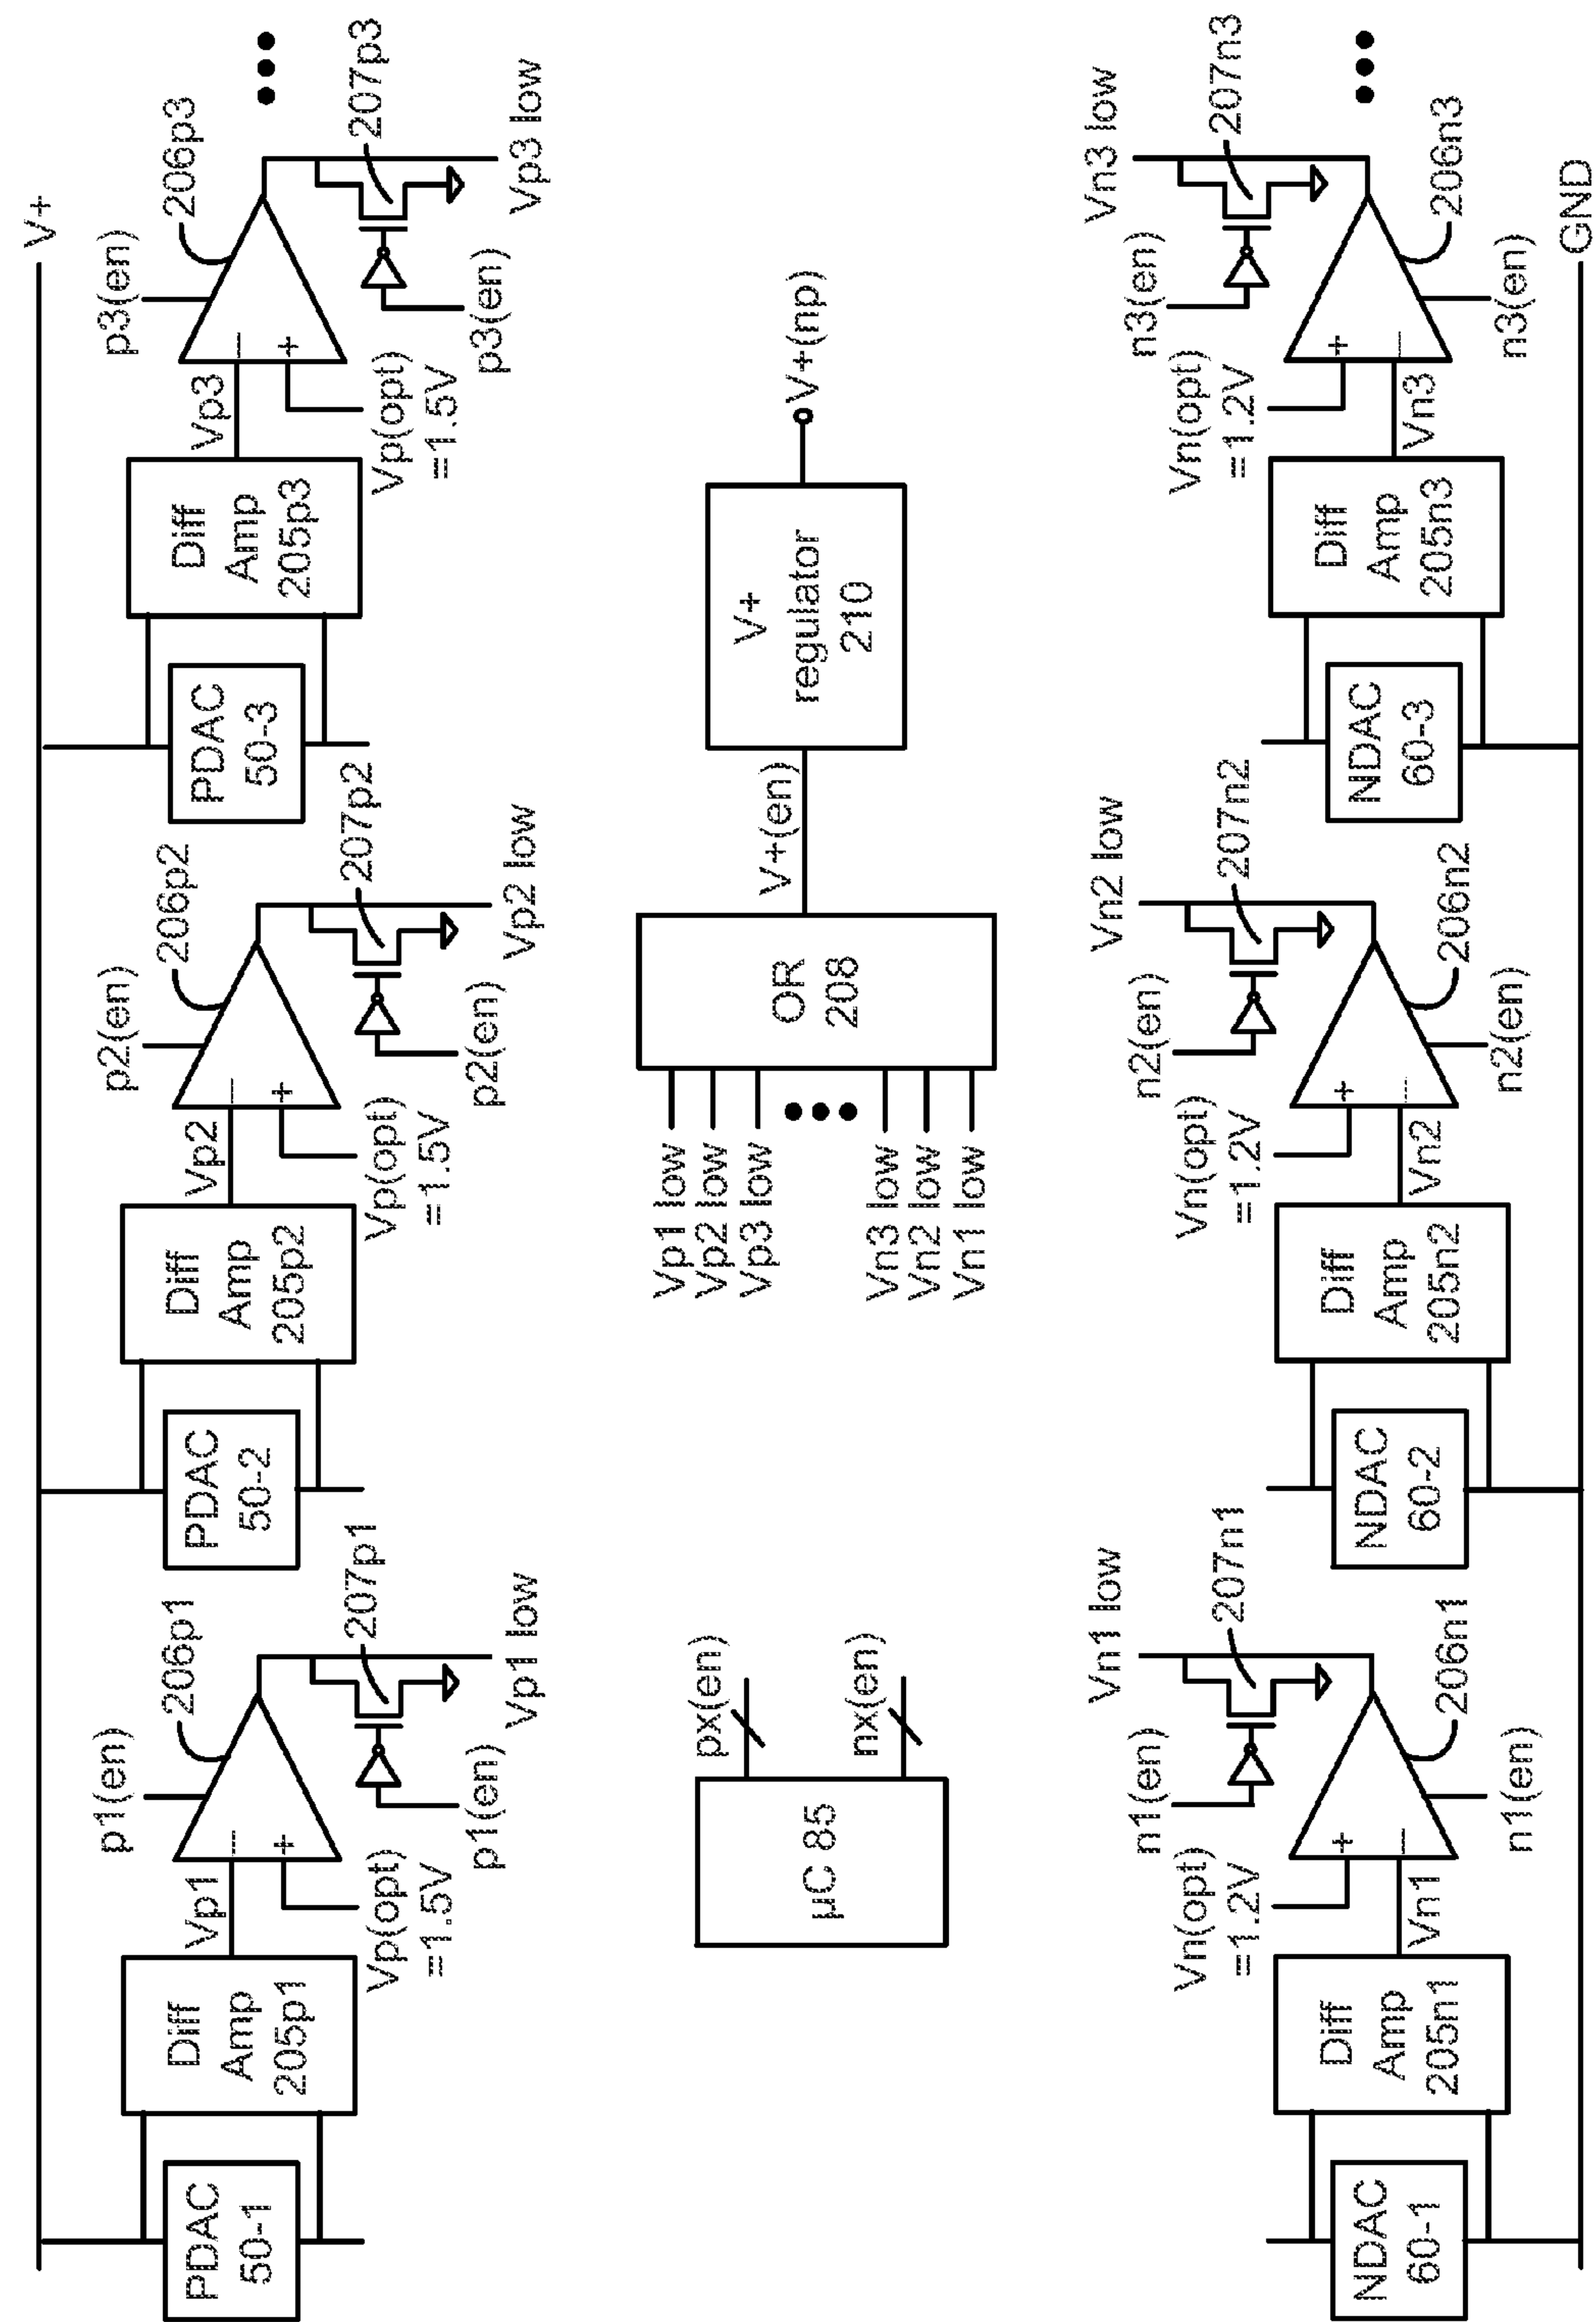 V+
p1(en)
206p1
PDAC
50-1
Diff
Amp
205p1
Vp1
Vp(opt)
=1.5V
p1(en)
207p1
Vp1 low
p2(en)
206p2
PDAC
50-2
Diff
Amp
205p2
Vp2
Vp(opt)
=1.5V
p2(en)
207p2
Vp2 low
p3(en)
206p3
PDAC
50-3
Diff
Amp
205p3
Vp3
Vp(opt)
=1.5V
p3(en)
207p3
Vp3 low
µC 85
px(en)
nx(en)
Vp1 low
Vp2 low
Vp3 low
Vn3 low
Vn2 low
Vn1 low
OR
208
V+(en)
V+
regulator
210
V+(np)
Vn1 low
n1(en)
207n1
Vn(opt)
=1.2V
NDAC
60-1
Diff
Amp
205n1
Vn1
n1(en)
206n1
Vn2 low
n2(en)
207n2
Vn(opt)
=1.2V
NDAC
60-2
Diff
Amp
205n2
Vn2
n2(en)
206n2
Vn3 low
n3(en)
207n3
Vn(opt)
=1.2V
NDAC
60-3
Diff
Amp
205n3
Vn3
n3(en)
206n3
GND